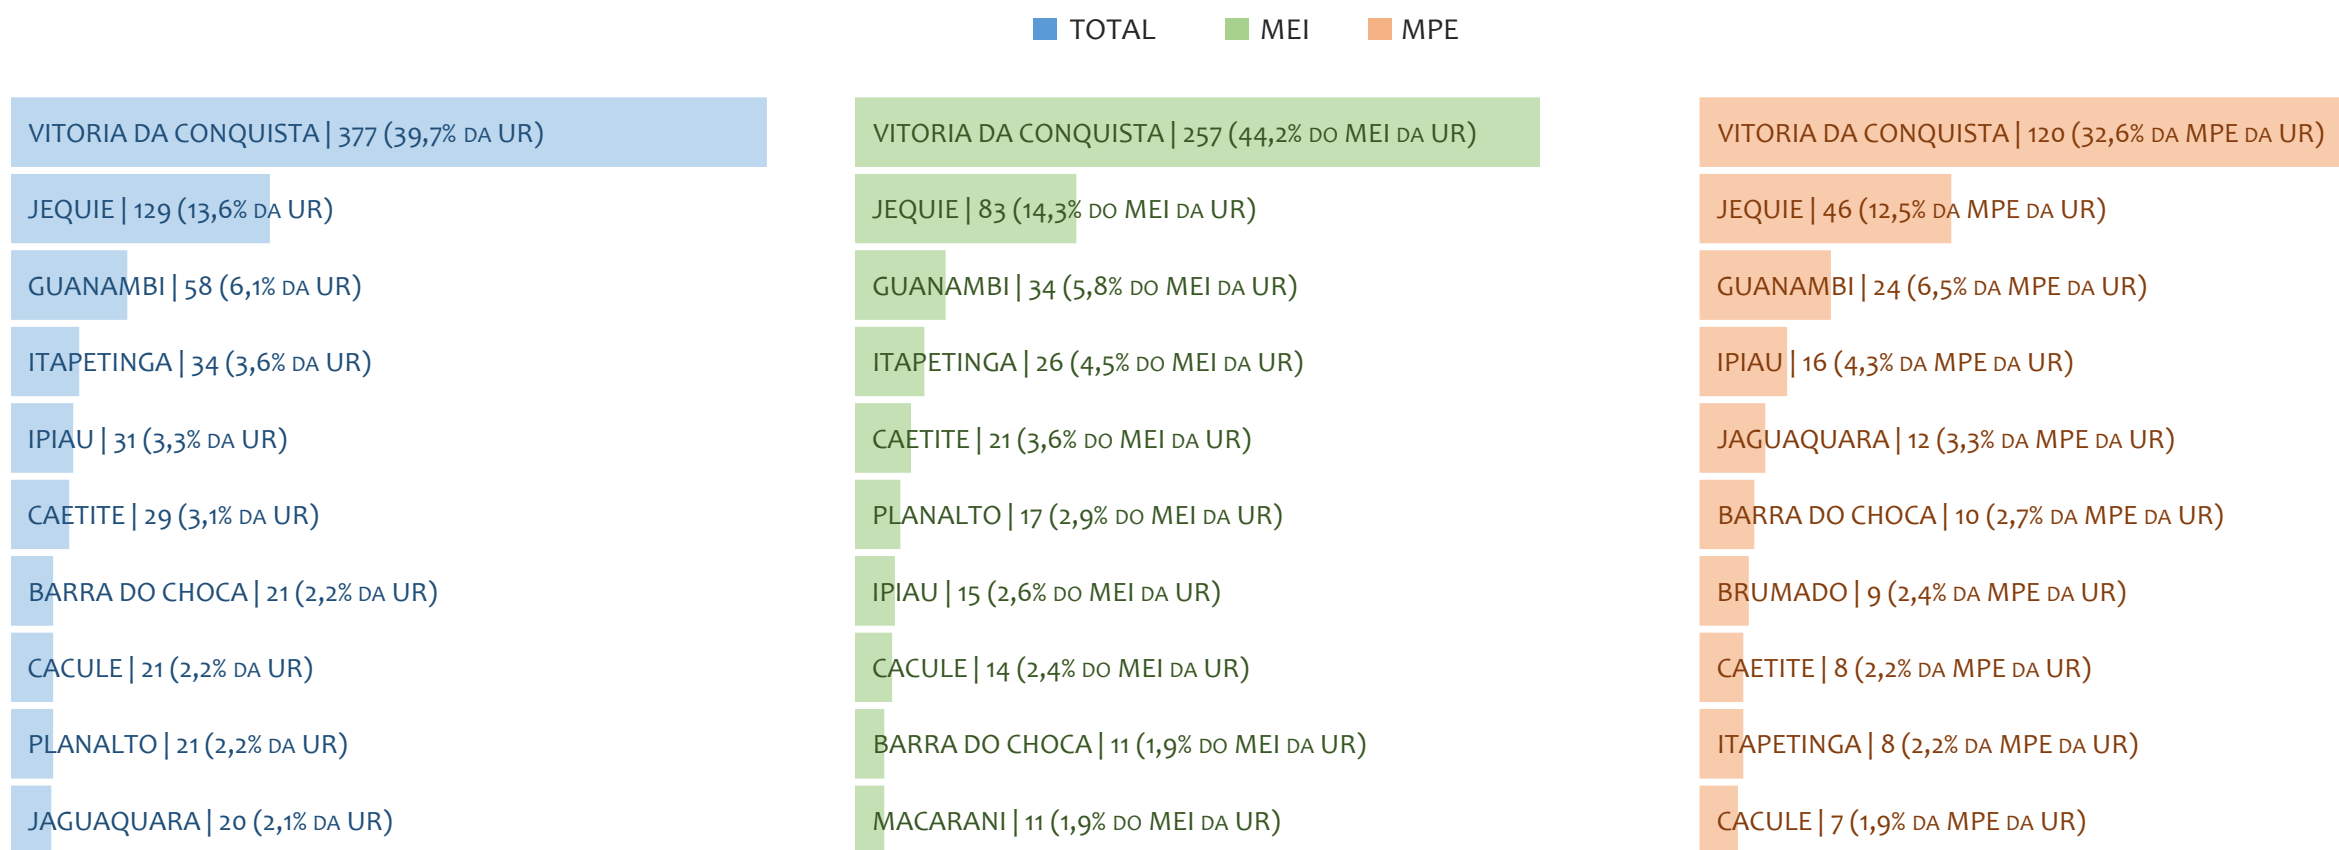 TOTAL MEI MPE
VITORIA DA CONQUISTA | 377 (39,7% DA UR)
JEQUIE | 129 (13,6% DA UR)
GUANAMBI | 58 (6,1% DA UR)
ITAPETINGA | 34 (3,6% DA UR)
IPIAU | 31 (3,3% DA UR)
CAETITE | 29 (3,1% DA UR)
BARRA DO CHOCA | 21 (2,2% DA UR)
CACULE | 21 (2,2% DA UR)
PLANALTO | 21 (2,2% DA UR)
JAGUAQUARA | 20 (2,1% DA UR)
VITORIA DA CONQUISTA | 257 (44,2% DO MEI DA UR)
JEQUIE | 83 (14,3% DO MEI DA UR)
GUANAMBI | 34 (5,8% DO MEI DA UR)
ITAPETINGA | 26 (4,5% DO MEI DA UR)
CAETITE | 21 (3,6% DO MEI DA UR)
PLANALTO | 17 (2,9% DO MEI DA UR)
IPIAU | 15 (2,6% DO MEI DA UR)
CACULE | 14 (2,4% DO MEI DA UR)
BARRA DO CHOCA | 11 (1,9% DO MEI DA UR)
MACARANI | 11 (1,9% DO MEI DA UR)
VITORIA DA CONQUISTA | 120 (32,6% DA MPE DA UR)
JEQUIE | 46 (12,5% DA MPE DA UR)
GUANAMBI | 24 (6,5% DA MPE DA UR)
IPIAU | 16 (4,3% DA MPE DA UR)
JAGUAQUARA | 12 (3,3% DA MPE DA UR)
BARRA DO CHOCA | 10 (2,7% DA MPE DA UR)
BRUMADO | 9 (2,4% DA MPE DA UR)
CAETITE | 8 (2,2% DA MPE DA UR)
ITAPETINGA | 8 (2,2% DA MPE DA UR)
CACULE | 7 (1,9% DA MPE DA UR)